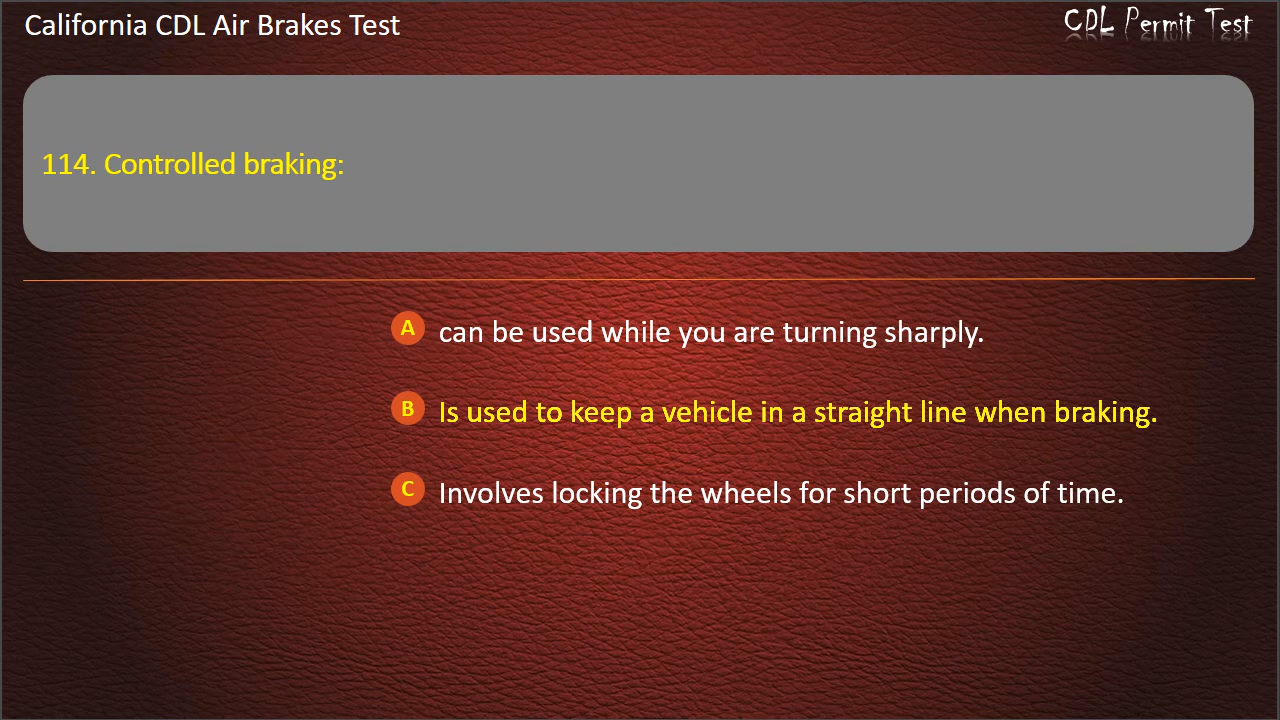 California CDL Air Brakes Test
CDL Permit Test
114. Controlled braking:
A can be used while you are turning sharply.
B Is used to keep a vehicle in a straight line when braking.
C Involves locking the wheels for short periods of time.